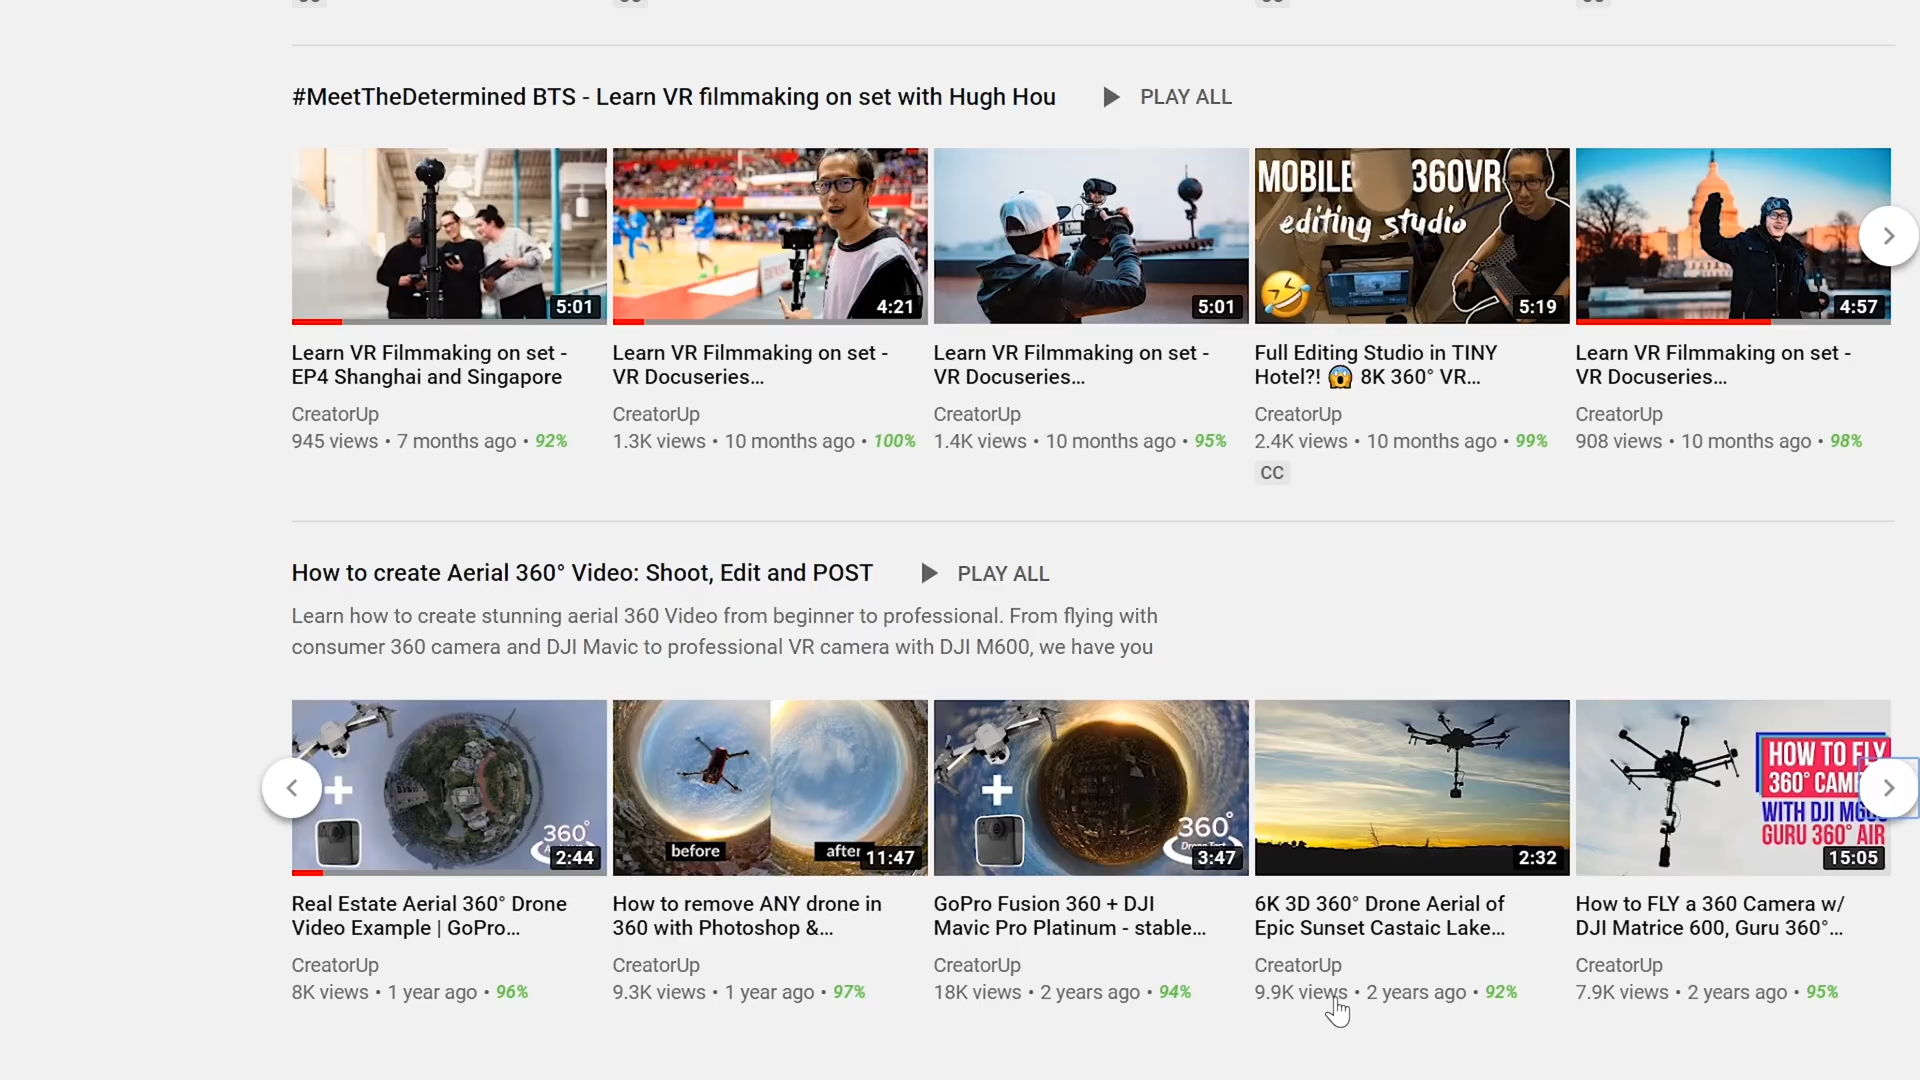 #MeetTheDetermined BTS - Learn VR filmmaking on set with Hugh Hou
PLAY ALL
5:01
4:21
5:01
MOBILE 360VR
editing studio
5:19
4:57
Learn VR Filmmaking on set -
EP4 Shanghai and Singapore
CreatorUp
945 views • 7 months ago • 92%
Learn VR Filmmaking on set -
VR Docuseries...
CreatorUp
1.3K views • 10 months ago • 100%
Learn VR Filmmaking on set -
VR Docuseries...
CreatorUp
1.4K views • 10 months ago • 95%
Full Editing Studio in TINY
Hotel?! 😱 8K 360° VR...
CreatorUp
2.4K views • 10 months ago • 99%
CC
Learn VR Filmmaking on set -
VR Docuseries...
CreatorUp
908 views • 10 months ago • 98%
How to create Aerial 360° Video: Shoot, Edit and POST
PLAY ALL
Learn how to create stunning aerial 360 Video from beginner to professional. From flying with
consumer 360 camera and DJI Mavic to professional VR camera with DJI M600, we have you
360°
2:44
before
after
11:47
360°
3:47
2:32
HOW TO FLY
360°
WITH DJI
GURU 360° AIR
15:05
Real Estate Aerial 360° Drone
Video Example | GoPro...
CreatorUp
8K views • 1 year ago • 96%
How to remove ANY drone in
360 with Photoshop &...
CreatorUp
9.3K views • 1 year ago • 97%
GoPro Fusion 360 + DJI
Mavic Pro Platinum - stable...
CreatorUp
18K views • 2 years ago • 94%
6K 3D 360° Drone Aerial of
Epic Sunset Castaic Lake...
CreatorUp
9.9K views • 2 years ago • 92%
How to FLY a 360 Camera w/
DJI Matrice 600, Guru 360°...
CreatorUp
7.9K views • 2 years ago • 95%